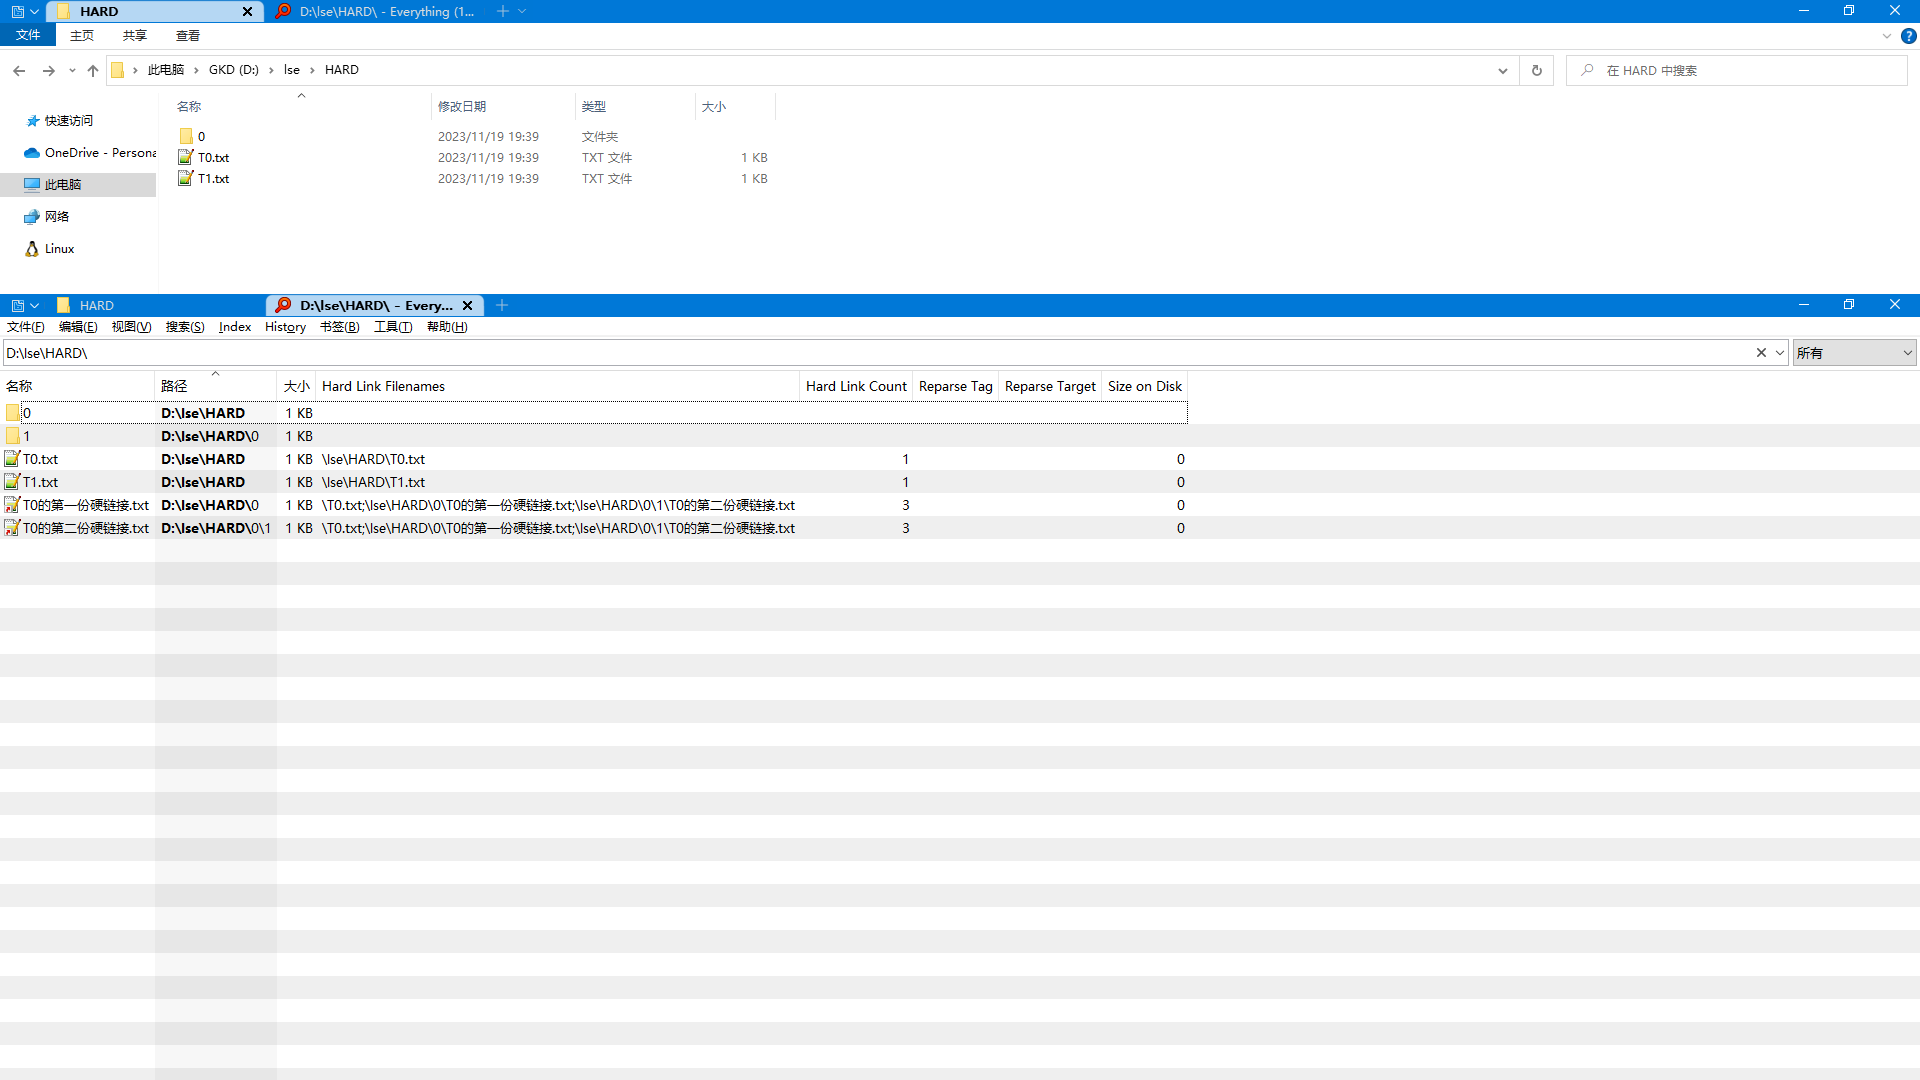 HARD D:\lse\HARD\ - Everything (1...
文件 主页 共享 查看
此电脑 GKD (D:) lse HARD 在 HARD 中搜索
名称 修改日期 类型 大小
快速访问
OneDrive - Persona
此电脑
网络
Linux
0 2023/11/19 19:39 文件夹
T0.txt 2023/11/19 19:39 TXT 文件 1 KB
T1.txt 2023/11/19 19:39 TXT 文件 1 KB
HARD D:\lse\HARD\ - Every...
文件(F) 编辑(E) 视图(V) 搜索(S) Index History 书签(B) 工具(T) 帮助(H)
D:\lse\HARD\ 所有
名称 路径 大小 Hard Link Filenames Hard Link Count Reparse Tag Reparse Target Size on Disk
0 D:\lse\HARD 1 KB
1 D:\lse\HARD\0 1 KB
T0.txt D:\lse\HARD 1 KB \lse\HARD\T0.txt 1 0
T1.txt D:\lse\HARD 1 KB \lse\HARD\T1.txt 1 0
T0的第一份硬链接.txt D:\lse\HARD\0 1 KB \T0.txt;\lse\HARD\0\T0的第一份硬链接.txt;\lse\HARD\0\1\T0的第二份硬链接.txt 3 0
T0的第二份硬链接.txt D:\lse\HARD\0\1 1 KB \T0.txt;\lse\HARD\0\T0的第一份硬链接.txt;\lse\HARD\0\1\T0的第二份硬链接.txt 3 0